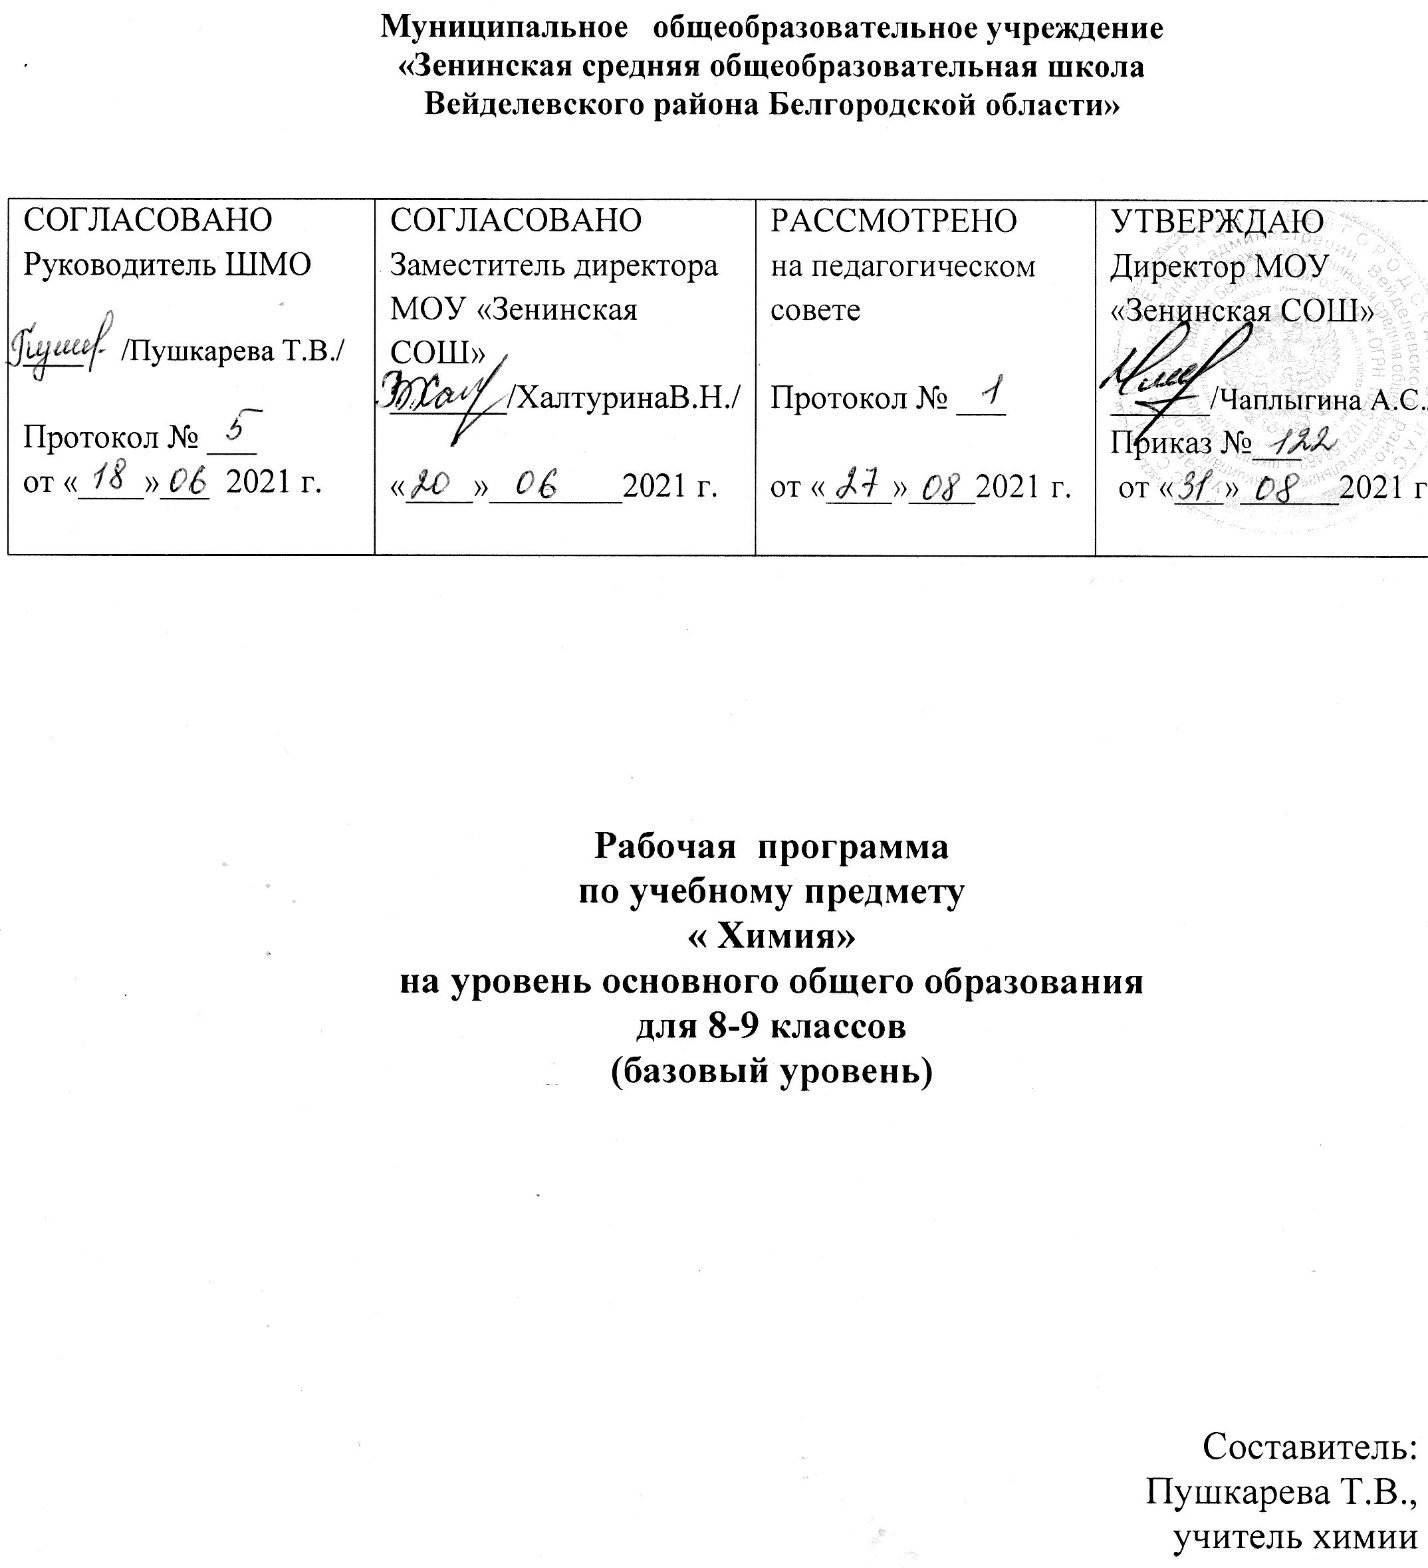 Муниципальное общеобразовательное учреждение
«Зенинская средняя общеобразовательная школа
Вейделевского района Белгородской области»
СОГЛАСОВАНО
Руководитель ШМО
/Пушкарева Т.В./
Протокол № 5
от «18» 06 2021 г.
СОГЛАСОВАНО
Заместитель директора
МОУ «Зенинская
СОШ»
/ХалтуринаВ.Н./
«20» 06 2021 г.
РАССМОТРЕНО
на педагогическом
совете
Протокол № 1
от «27» 08 2021 г.
УТВЕРЖДАЮ
Директор МОУ
«Зенинская СОШ»
/Чаплыгина А.С.
Приказ № 122
от «31» 08 2021 г
Рабочая программа
по учебному предмету
« Химия»
на уровень основного общего образования
для 8-9 классов
(базовый уровень)
Составитель:
Пушкарева Т.В.,
учитель химии